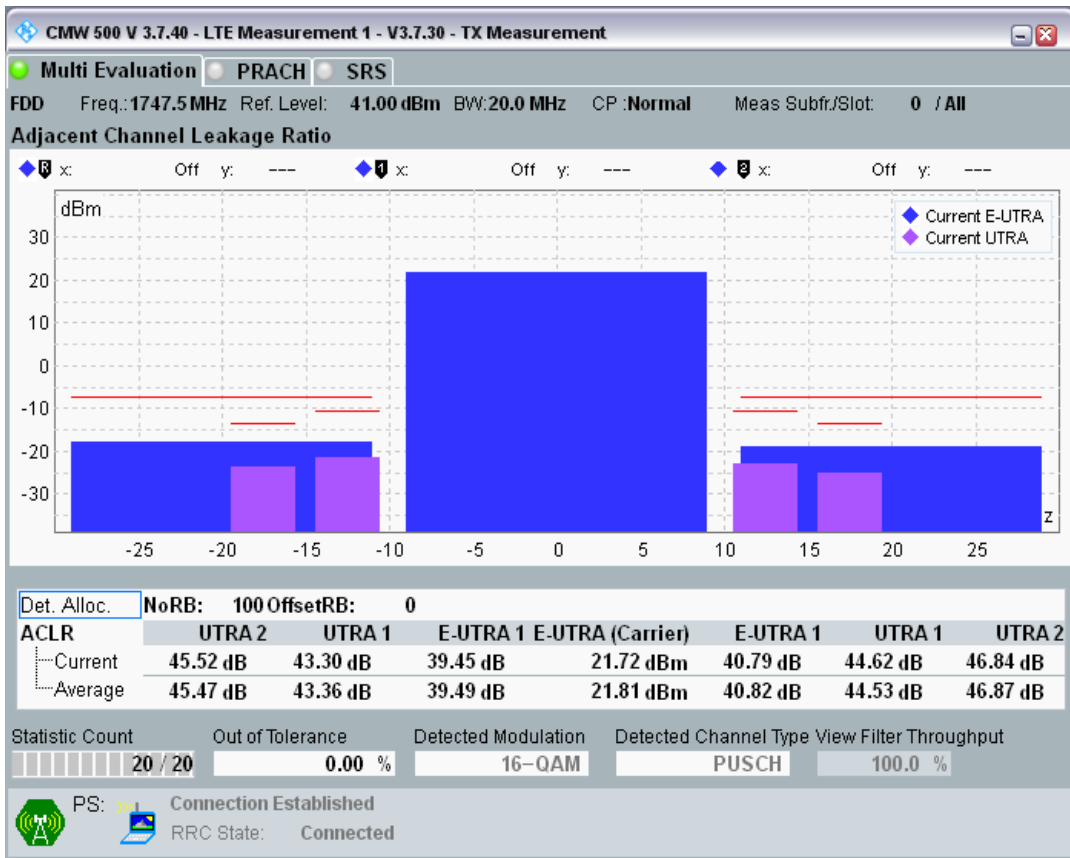 CMW 500 V 3.7.40 - LTE Measurement 1 - V3.7.30 - TX Measurement
Multi Evaluation PRACH SRS
FDD Freq.: 1747.5 MHz Ref. Level: 41.00 dBm BW: 20.0 MHz CP : Normal Meas Subfr./Slot: 0 / All
Adjacent Channel Leakage Ratio
R x: Off y: --- 1 x: Off y: --- 2 x: Off y: ---
dBm
Current E-UTRA
Current UTRA
30
20
10
0
-10
-20
-30
z
-25 -20 -15 -10 -5 0 5 10 15 20 25
Det. Alloc. NoRB: 100 OffsetRB: 0
ACLR UTRA 2 UTRA 1 E-UTRA 1 E-UTRA (Carrier) E-UTRA 1 UTRA 1 UTRA 2
Current 45.52 dB 43.30 dB 39.45 dB 21.72 dBm 40.79 dB 44.62 dB 46.84 dB
Average 45.47 dB 43.36 dB 39.49 dB 21.81 dBm 40.82 dB 44.53 dB 46.87 dB
Statistic Count Out of Tolerance Detected Modulation Detected Channel Type View Filter Throughput
20 / 20 0.00 % 16-QAM PUSCH 100.0 %
PS: Connection Established
RRC State: Connected